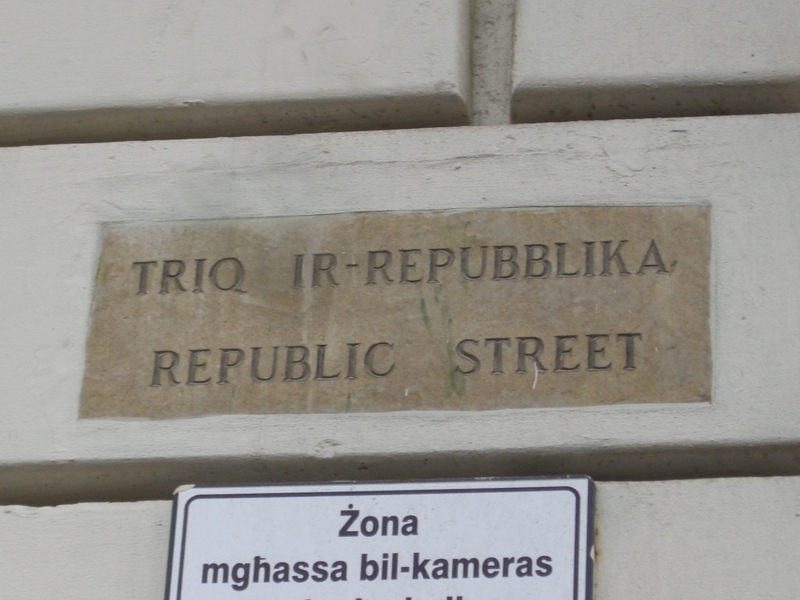 TRIQ IR-REPUBBLIKA
REPUBLIC STREET
Żona
mgħassa bil-kameras